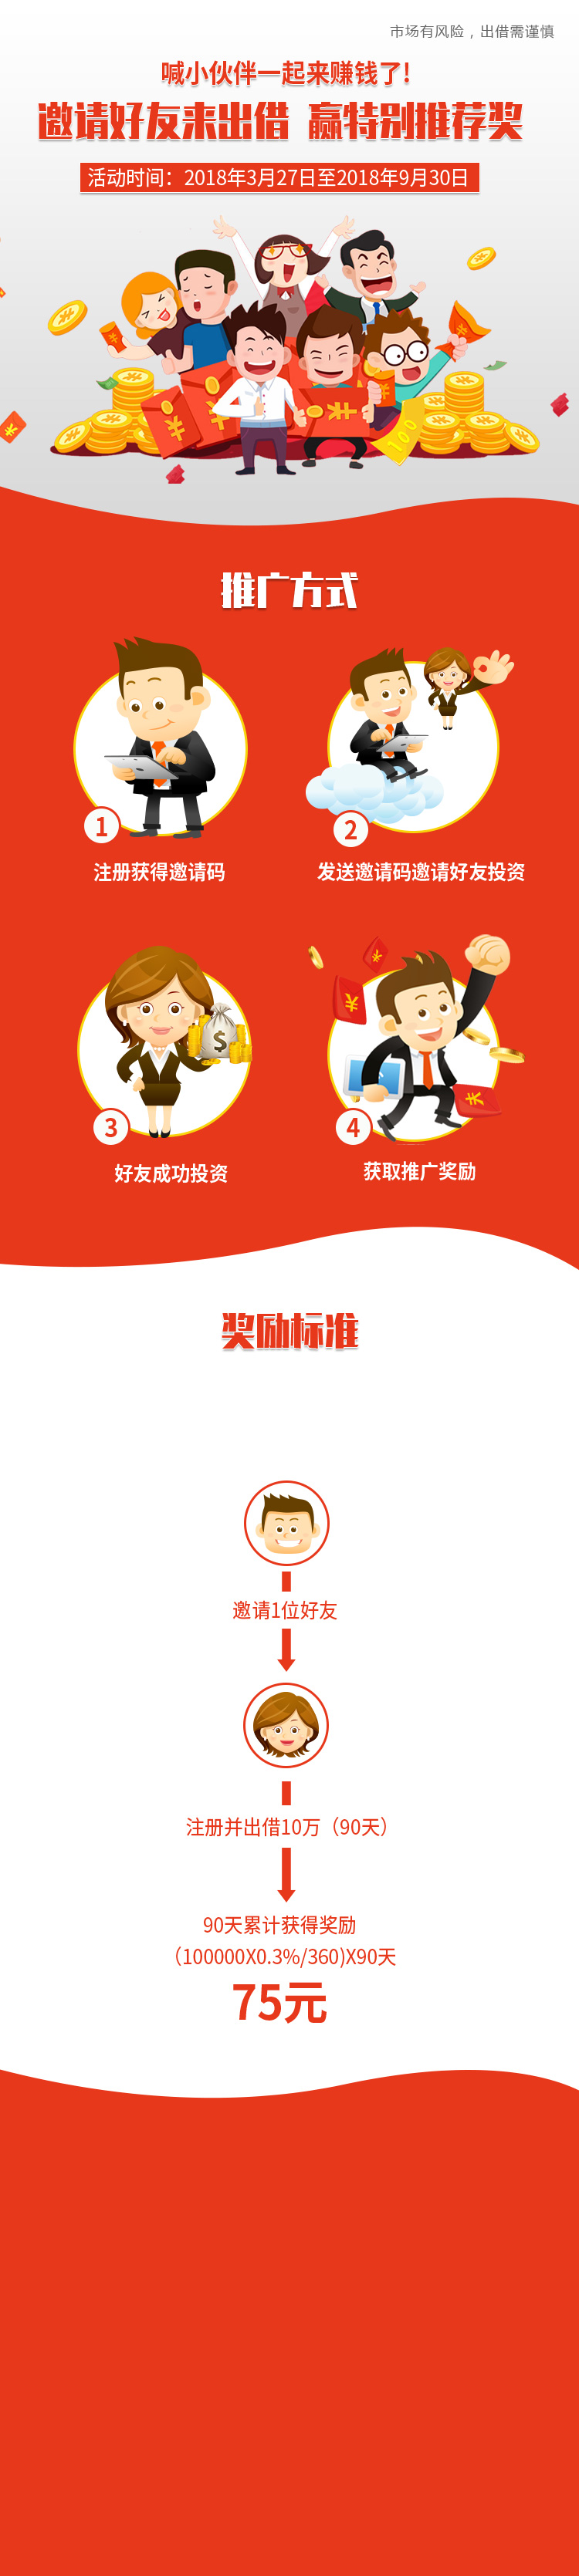 市场有风险，出借需谨慎
喊小伙伴一起来赚钱了!
邀请好友来出借 赢特别推荐奖
活动时间：2018年3月27日至2018年9月30日
推广方式
1
2
注册获得邀请码
发送邀请码邀请好友投资
3
4
好友成功投资
获取推广奖励
奖励标准
邀请1位好友
注册并出借10万（90天）
90天累计获得奖励
（100000X0.3%/360)X90天
75元